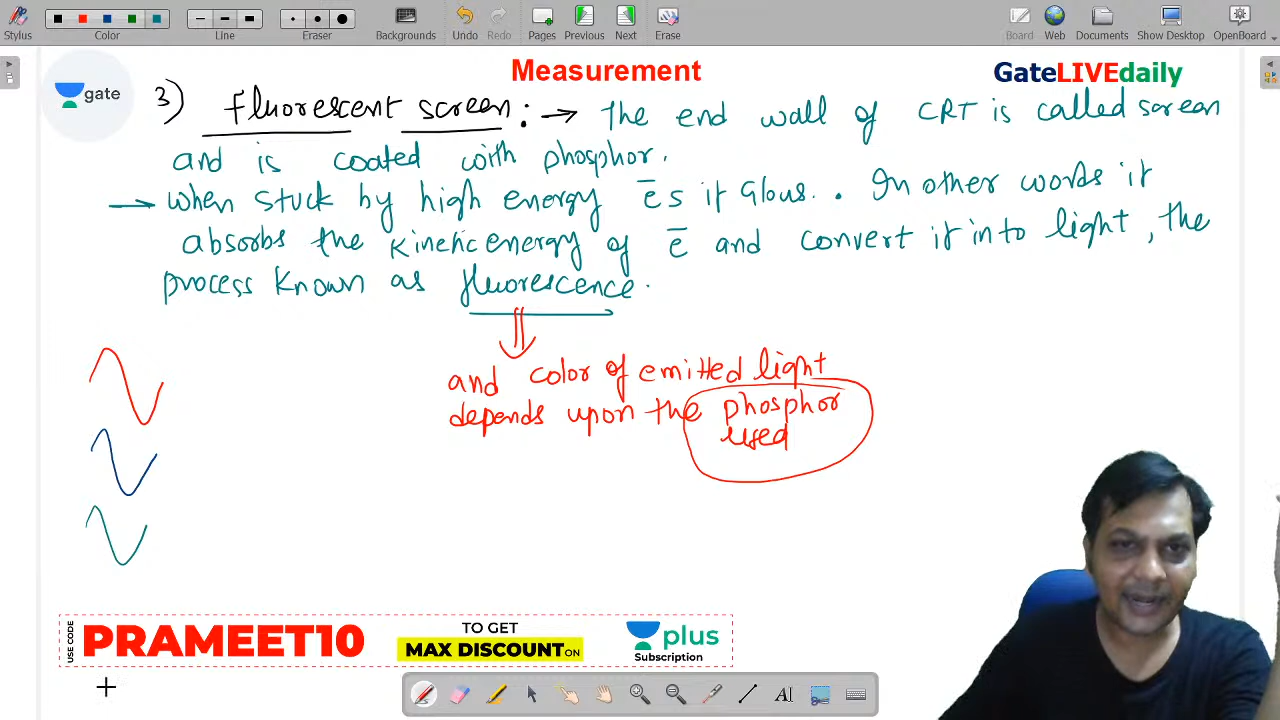 Stylus
Color
Line
Eraser
Backgrounds
Undo
Redo
Pages
Previous
Next
Erase
Board
Web
Documents
Show Desktop
OpenBoard
Measurement
GateLIVEdaily
gate
3) fluorescent screen : → The end wall of CRT is called screen
and is coated with phosphor.
→ when stuck by high energy ēs it Glows. In other words it
absorbs the kinetic energy of ē and convert it into light, the
process known as fluorescence.
and color of emitted light
depends upon the phosphor
used
USE CODE
PRAMEET10
TO GET
MAX DISCOUNT ON
plus
Subscription